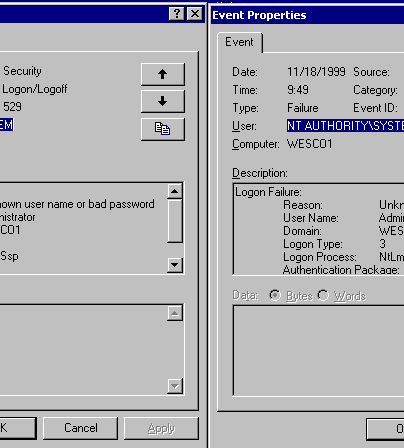 Security
Logon/Logoff
529
EM
own user name or bad password
nistrator
CO1
Ssp
K
Cancel
Apply
Event Properties
Event
Date: 11/18/1999 Source:
Time: 9:49 Category:
Type: Failure Event ID:
User: NT AUTHORITY\SYSTE
Computer: WESCO1
Description:
Logon Failure:
Reason: Unkn
User Name: Admi
Domain: WES
Logon Type: 3
Logon Process: NtLm
Authentication Package:
Data: Bytes Words
O